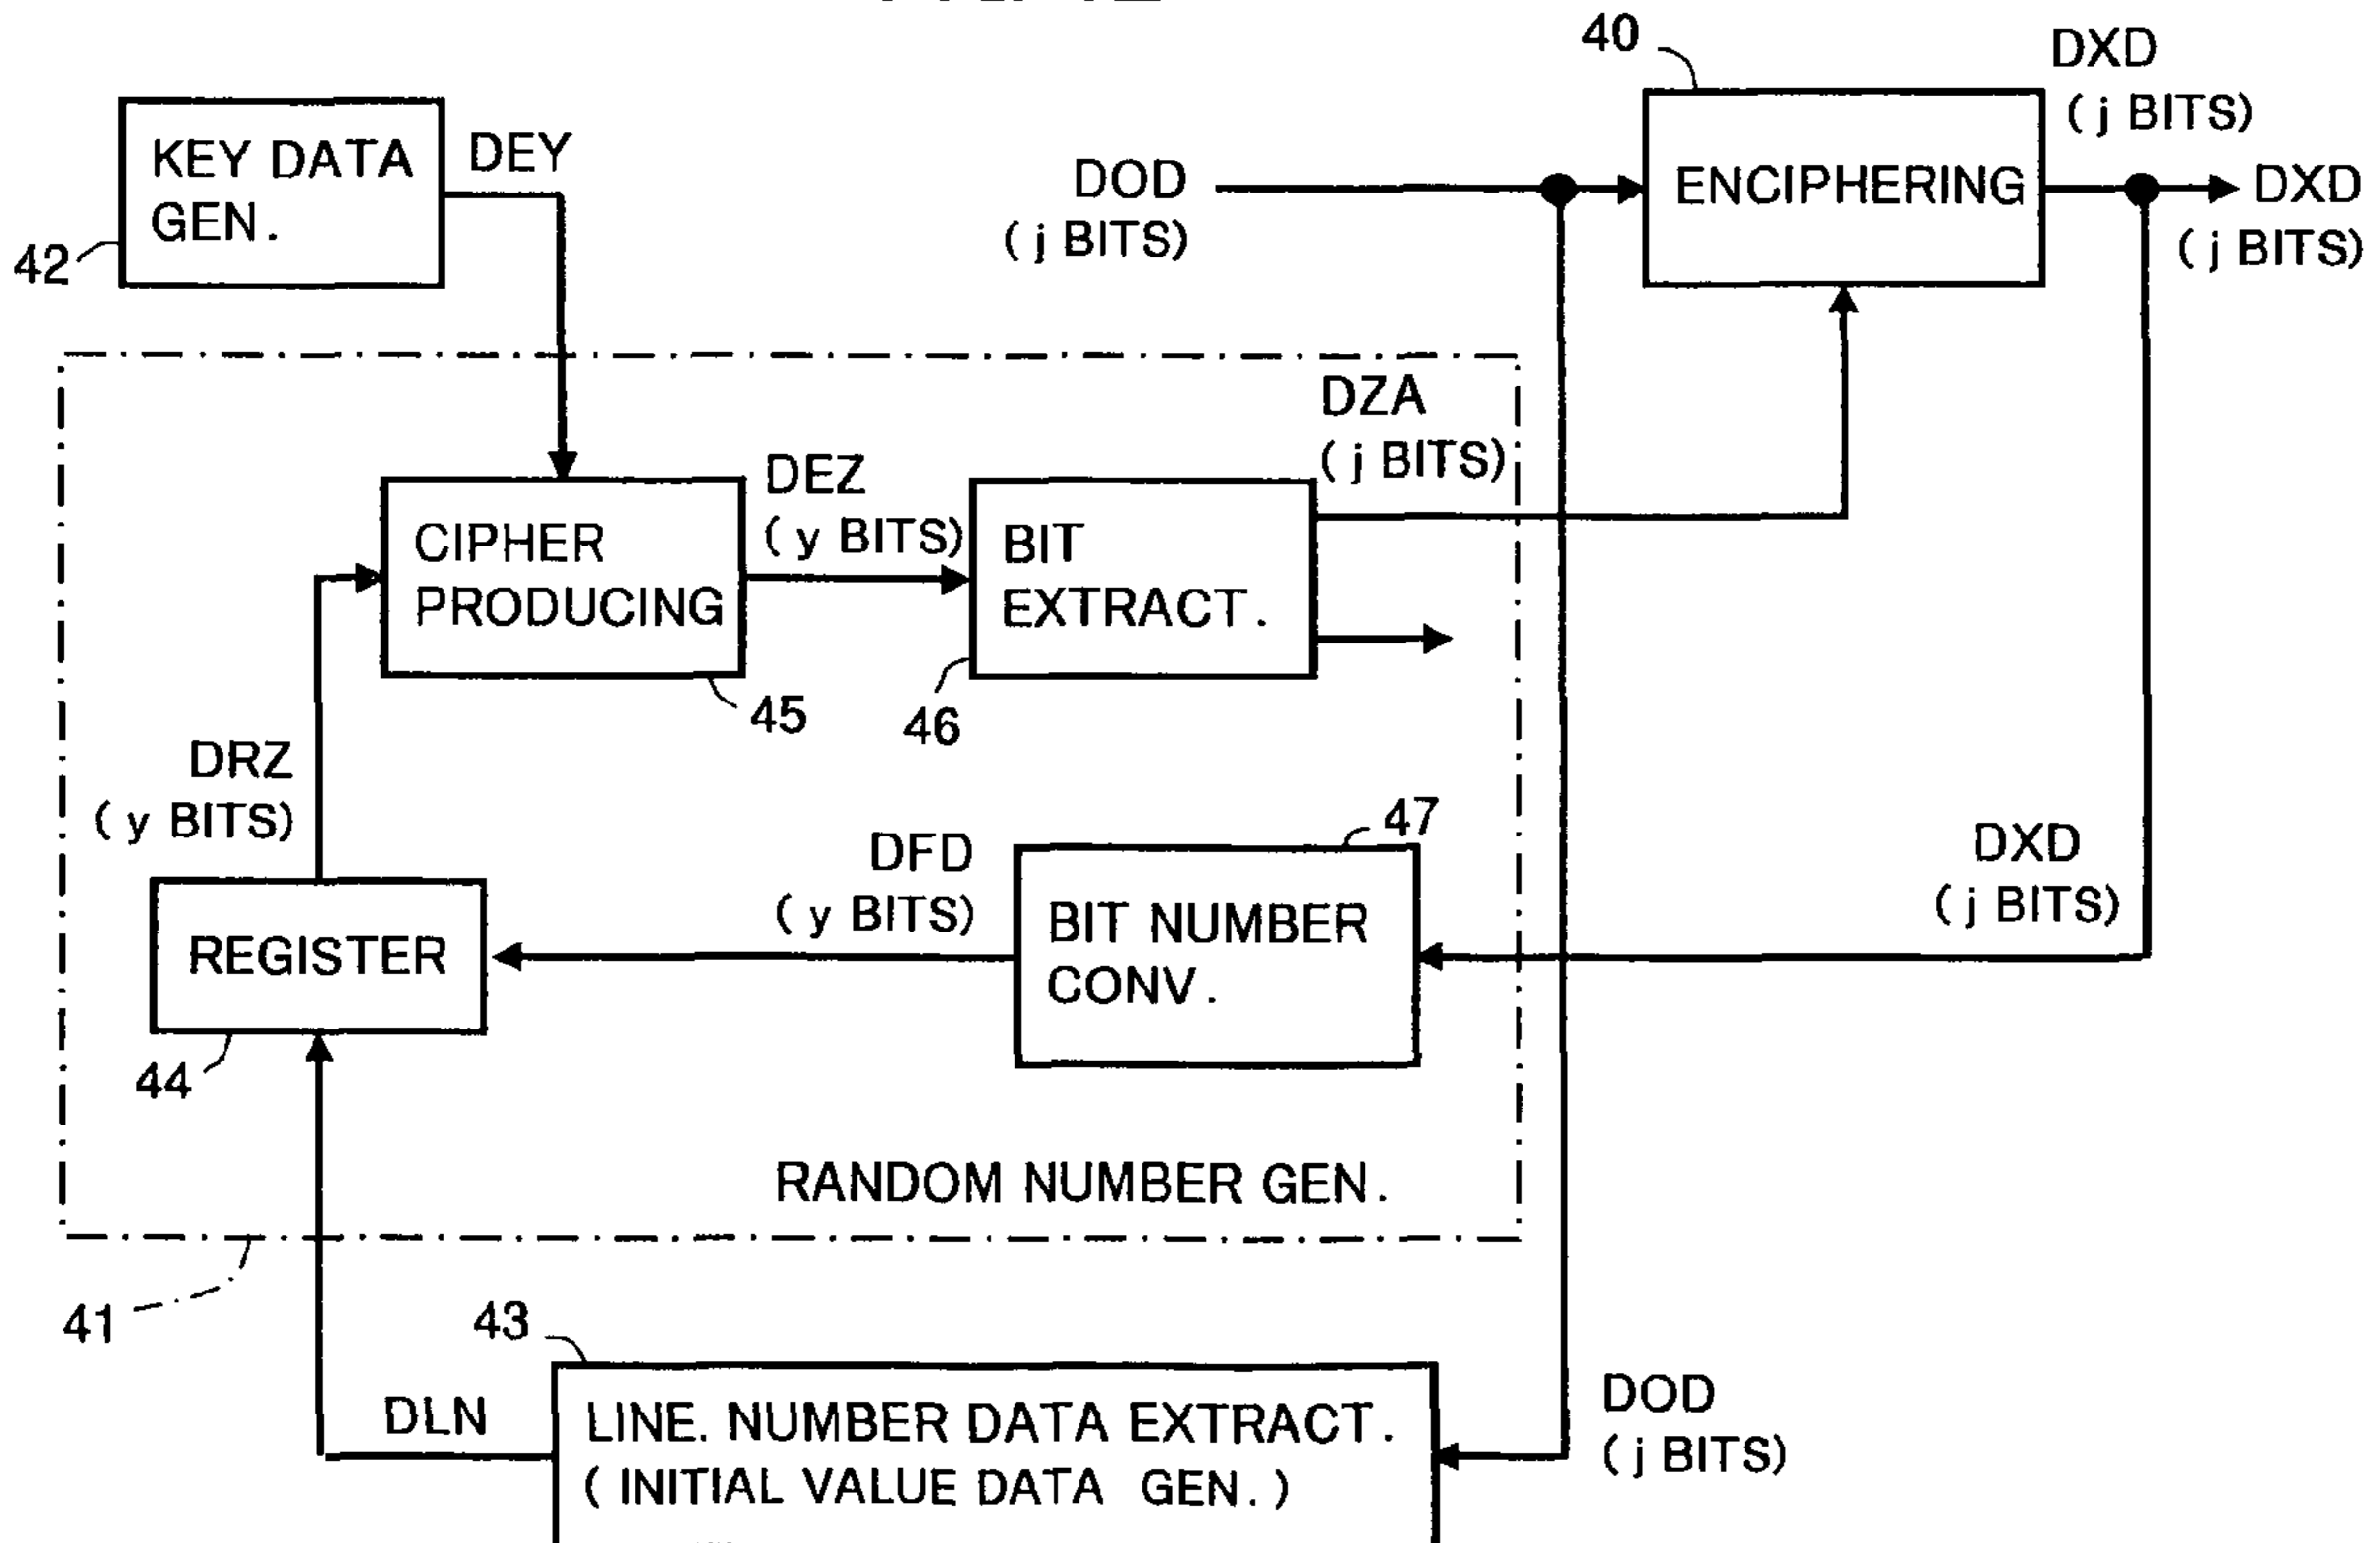 40
DXD
( j BITS)
KEY DATA
GEN.
DEY
42
DOD
( j BITS)
ENCIPHERING
DXD
( j BITS)
DZA
( j BITS)
CIPHER
PRODUCING
DEZ
( y BITS)
BIT
EXTRACT.
45
46
DRZ
( y BITS)
47
DFD
( y BITS)
BIT NUMBER
CONV.
DXD
( j BITS)
REGISTER
44
RANDOM NUMBER GEN.
41
43
DLN
LINE. NUMBER DATA EXTRACT.
( INITIAL VALUE DATA GEN. )
DOD
( j BITS)